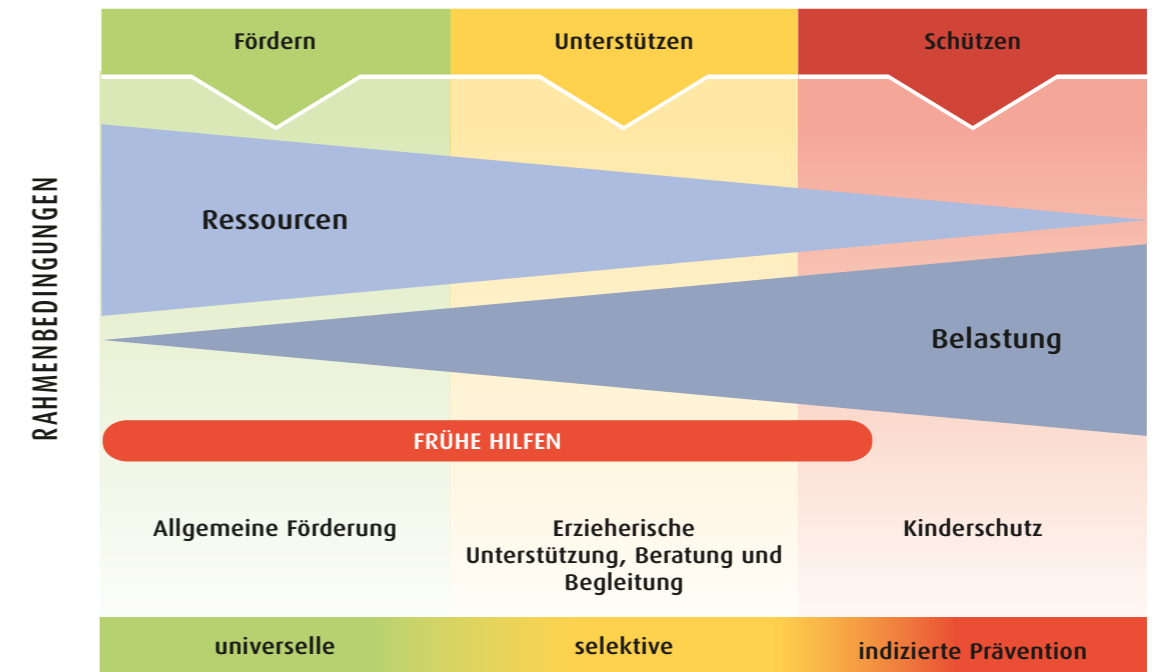 Fördern
Unterstützen
Schützen
RAHMENBEDINGUNGEN
Ressourcen
Belastung
FRÜHE HILFEN
Allgemeine Förderung
Erzieherische
Unterstützung, Beratung und
Begleitung
Kinderschutz
universelle
selektive
indizierte Prävention